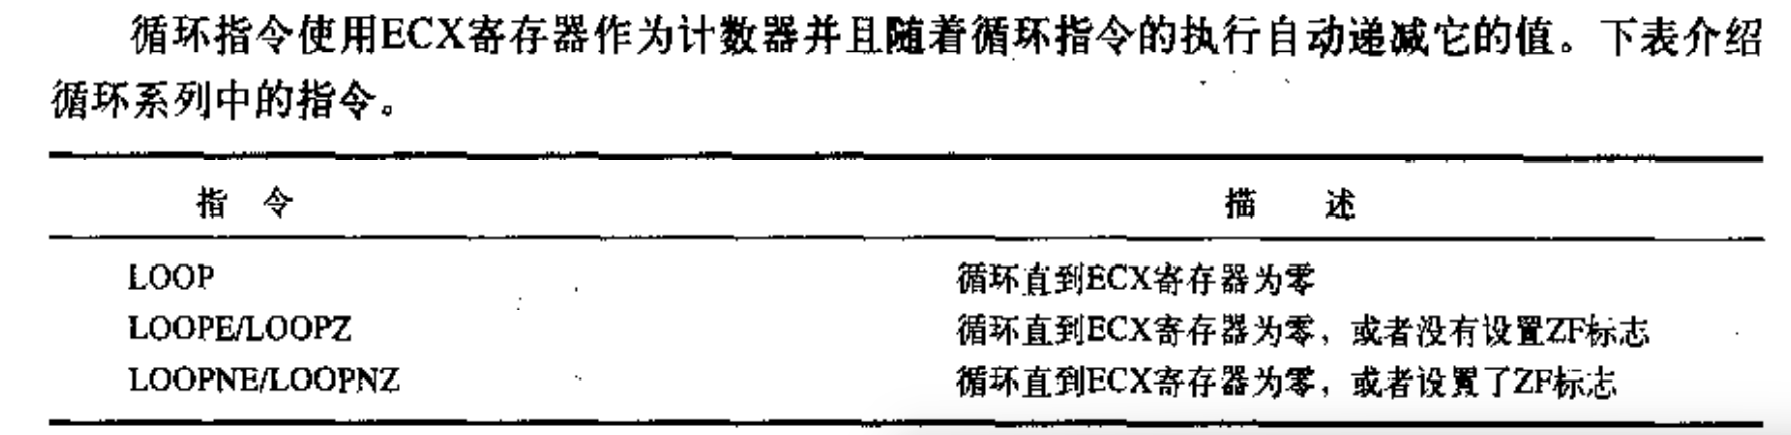 循环指令使用ECX寄存器作为计数器并且随着循环指令的执行自动递减它的值。下表介绍
循环系列中的指令。
指 令 描 述
LOOP 循环直到ECX寄存器为零
LOOPE/LOOPZ 循环直到ECX寄存器为零，或者没有设置ZF标志
LOOPNE/LOOPNZ 循环直到ECX寄存器为零，或者设置了ZF标志